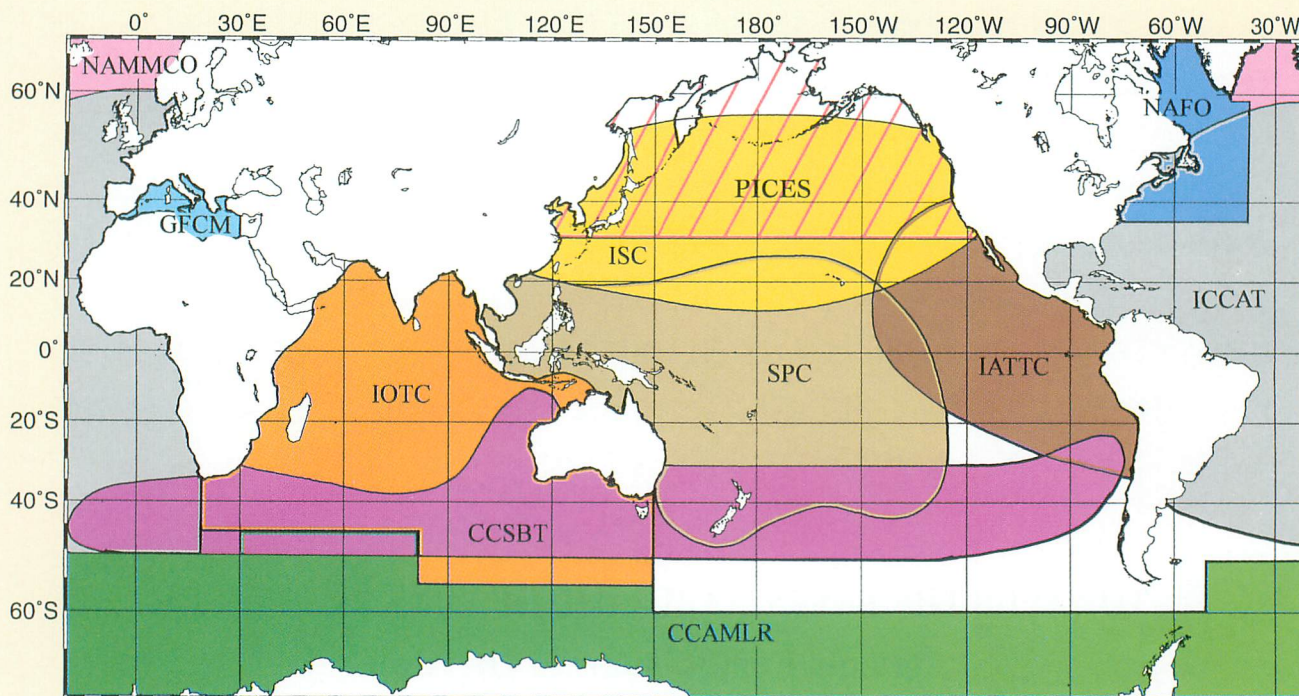 0° 30°E 60°E 90°E 120°E 150°E 180° 150°W 120°W 90°W 60°W 30°W
NAMMCO
60°N
NAFO
PICES
40°N
GFCM
ISC
20°N
ICCAT
0°
IOTC
SPC
IATTC
20°S
40°S
CCSBT
60°S
CCAMLR